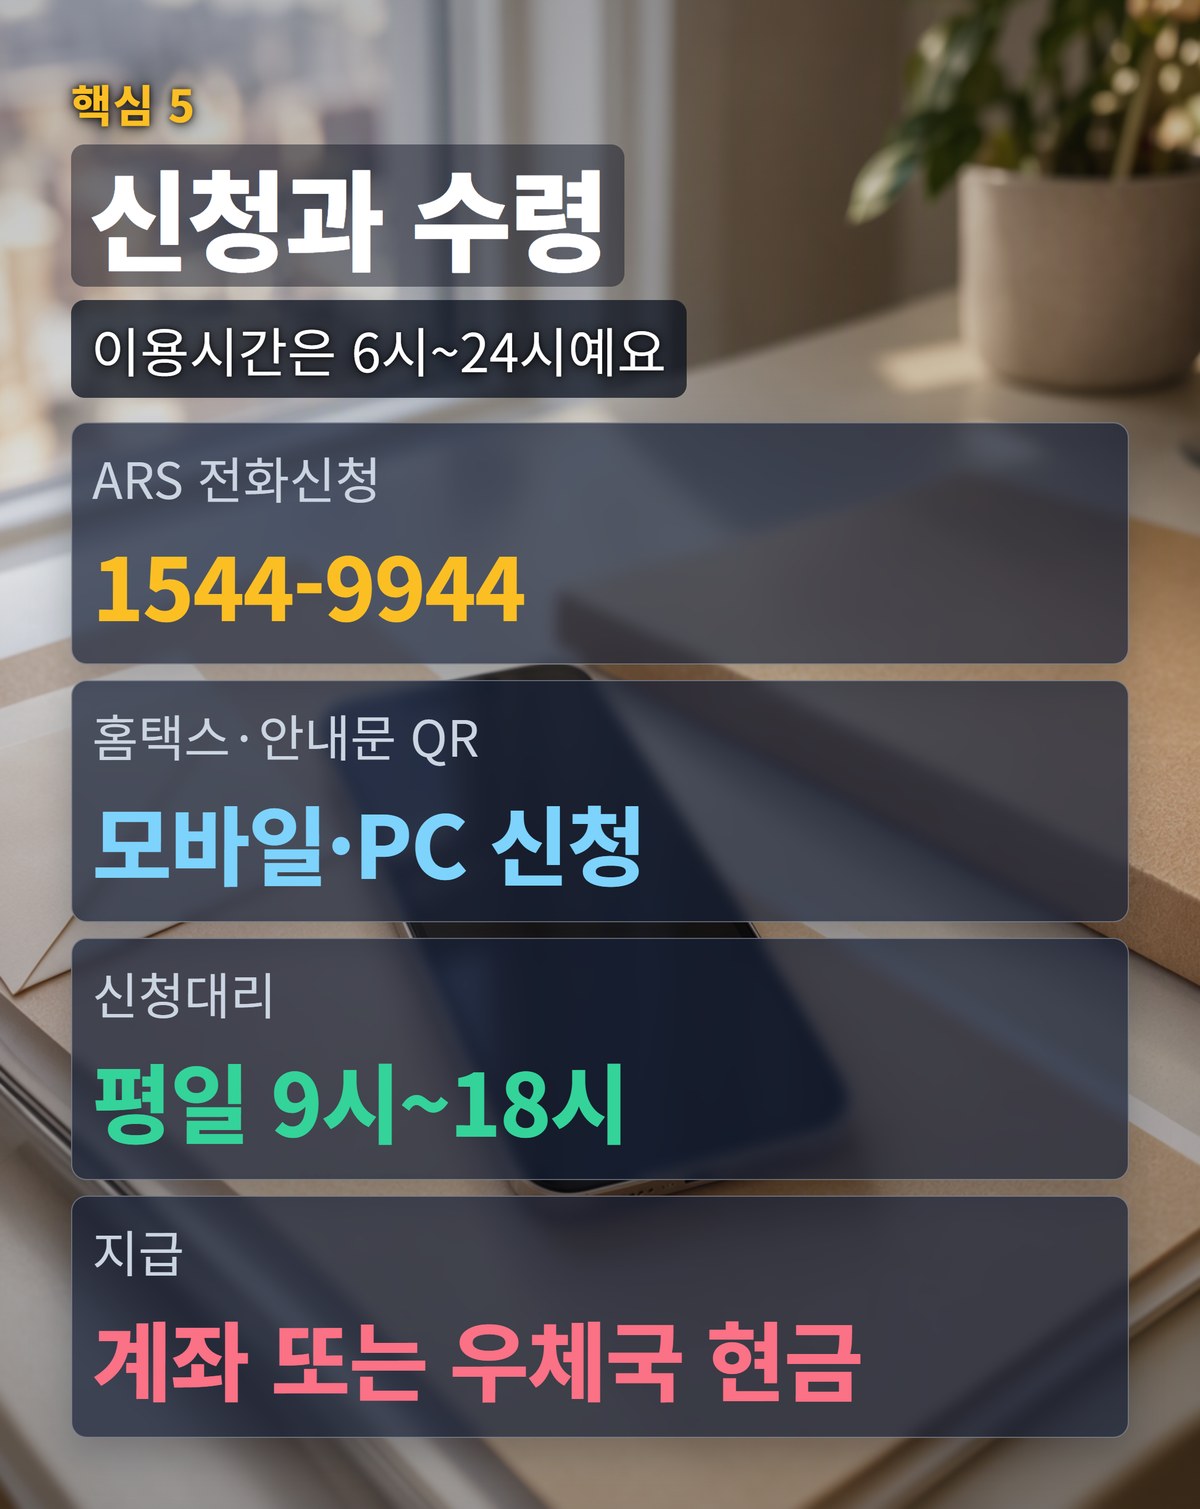 핵심 5
신청과 수령
이용시간은 6시~24시예요
ARS 전화신청
1544-9944
홈택스·안내문 QR
모바일·PC 신청
신청대리
평일 9시~18시
지급
계좌 또는 우체국 현금